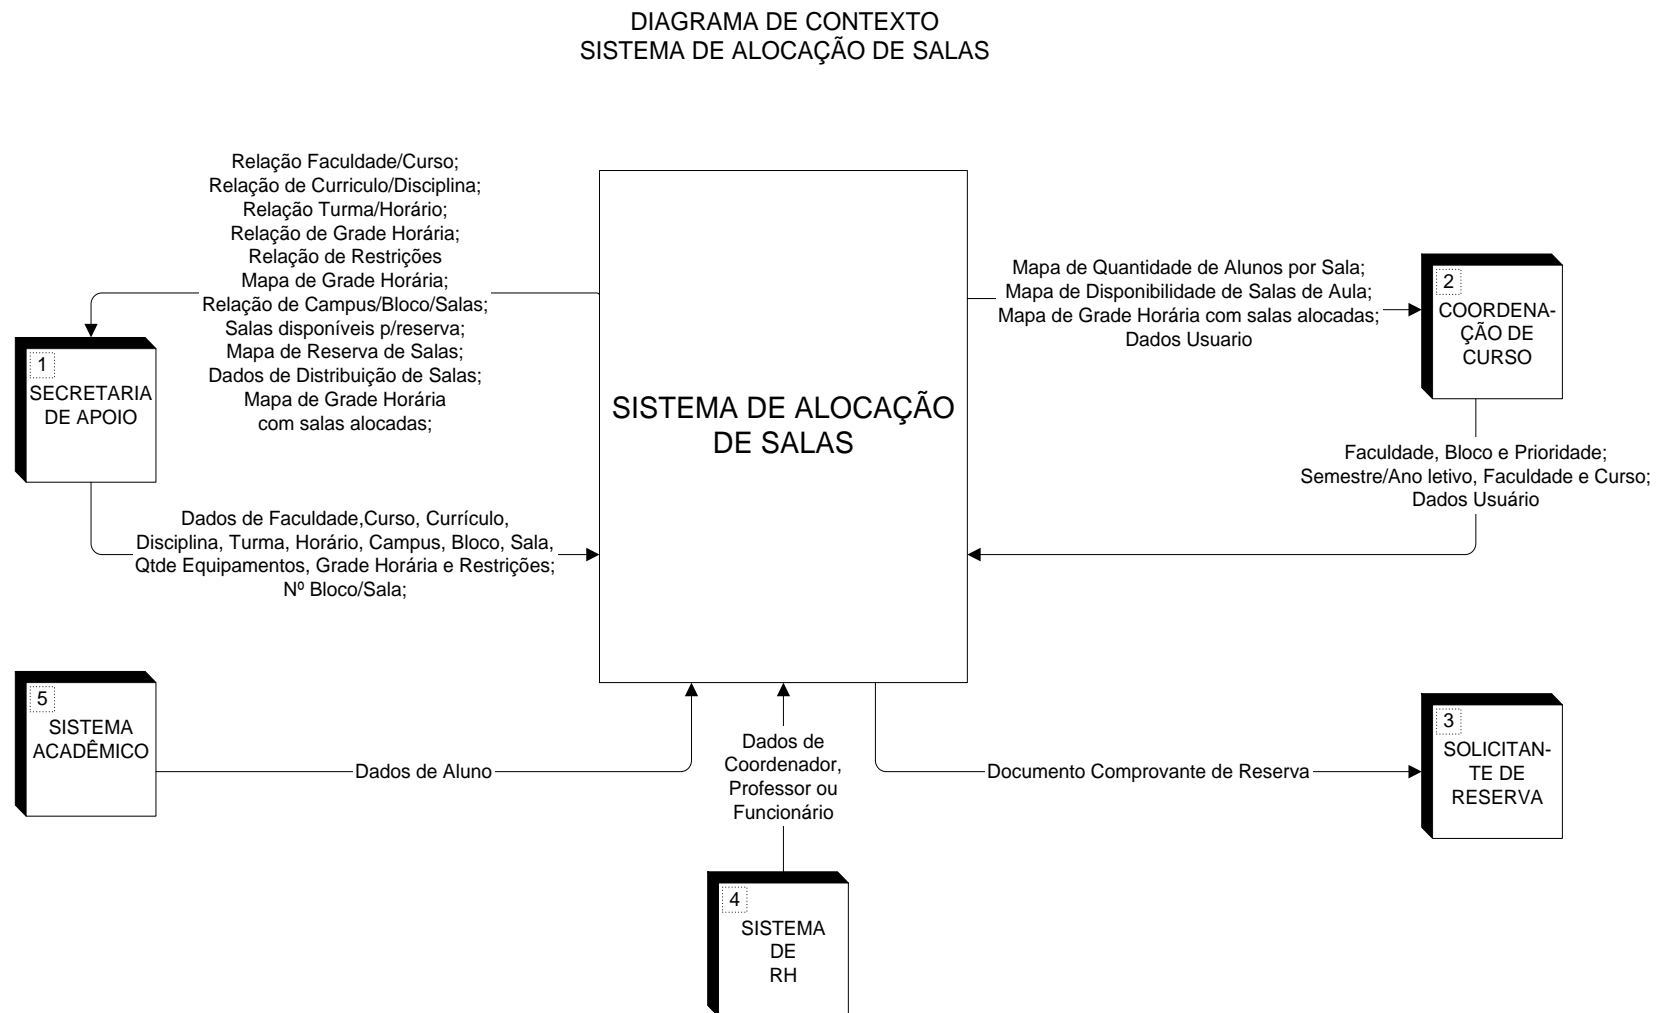 DIAGRAMA DE CONTEXTO
SISTEMA DE ALOCAÇÃO DE SALAS
Relação Faculdade/Curso;
Relação de Curriculo/Disciplina;
Relação Turma/Horário;
Relação de Grade Horária;
Relação de Restrições
Mapa de Grade Horária;
Relação de Campus/Bloco/Salas;
Salas disponíveis p/reserva;
Mapa de Reserva de Salas;
Dados de Distribuição de Salas;
Mapa de Grade Horária
com salas alocadas;
1
SECRETARIA
DE APOIO
SISTEMA DE ALOCAÇÃO
DE SALAS
Mapa de Quantidade de Alunos por Sala;
Mapa de Disponibilidade de Salas de Aula;
Mapa de Grade Horária com salas alocadas;
Dados Usuario
2
COORDENA-
ÇÃO DE
CURSO
Faculdade, Bloco e Prioridade;
Semestre/Ano letivo, Faculdade e Curso;
Dados Usuário
Dados de Faculdade,Curso, Currículo,
Disciplina, Turma, Horário, Campus, Bloco, Sala,
Qtde Equipamentos, Grade Horária e Restrições;
Nº Bloco/Sala;
5
SISTEMA
ACADÊMICO
Dados de Aluno
Dados de
Coordenador,
Professor ou
Funcionário
Documento Comprovante de Reserva
3
SOLICITAN-
TE DE
RESERVA
4
SISTEMA
DE
RH